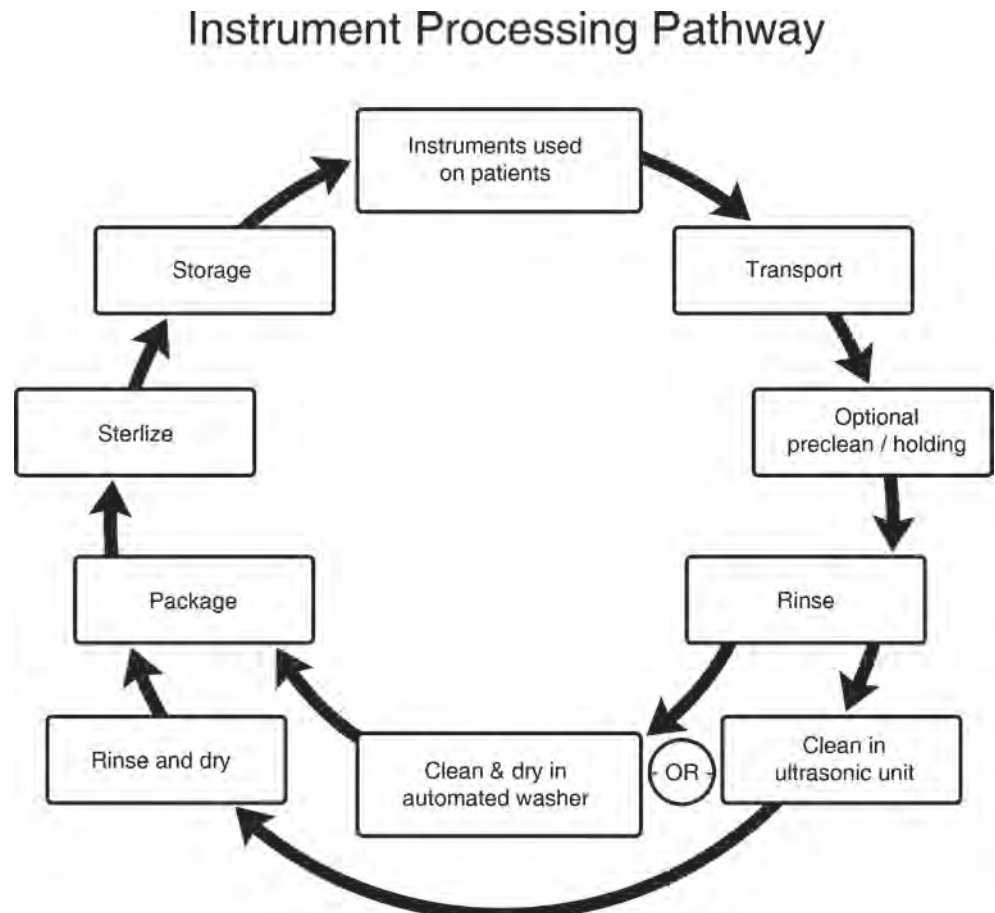 Instrument Processing Pathway
Instruments used
on patients
Transport
Optional
preclean / holding
Rinse
Clean in
ultrasonic unit
OR
Clean & dry in
automated washer
Rinse and dry
Package
Sterlize
Storage